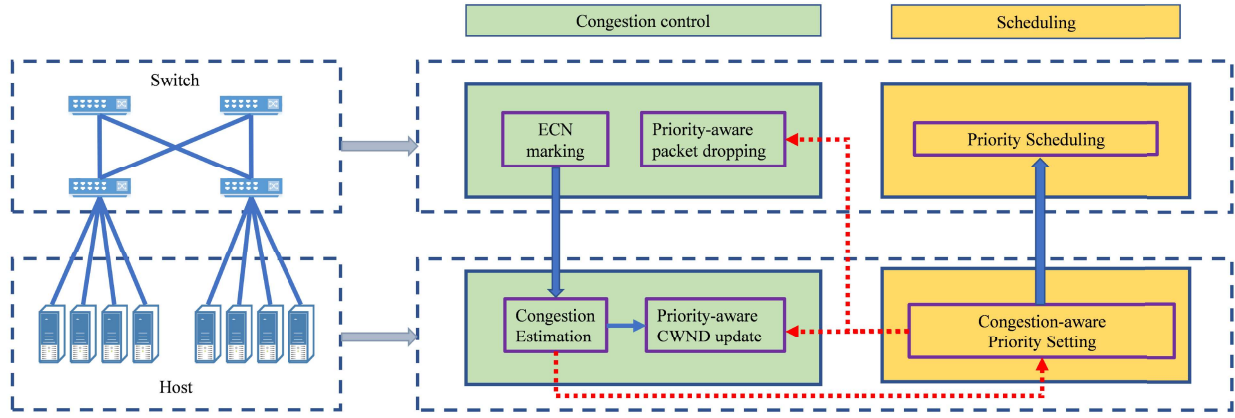 Congestion control
Scheduling
Switch
ECN
marking
Priority-aware
packet dropping
Priority Scheduling
Congestion
Estimation
Priority-aware
CWND update
Congestion-aware
Priority Setting
Host